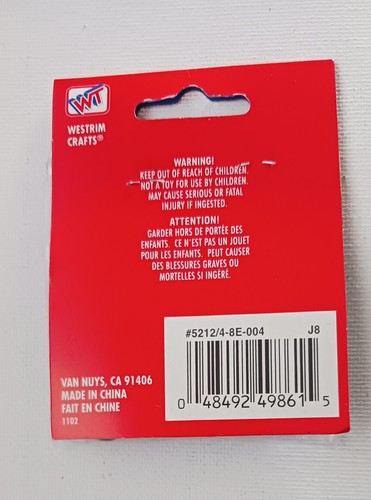 WT
WESTRIM
CRAFTS®
WARNING!
KEEP OUT OF REACH OF CHILDREN.
NOT A TOY FOR USE BY CHILDREN.
MAY CAUSE SERIOUS OR FATAL
INJURY IF INGESTED.
ATTENTION!
GARDER HORS DE PORTÉE DES
ENFANTS. CE N'EST PAS UN JOUET
POUR LES ENFANTS. PEUT CAUSER
DES BLESSURES GRAVES OU
MORTELLES SI INGÉRÉ.
#5212/4-8E-004 J8
0 48492 49861 5
VAN NUYS, CA 91406
MADE IN CHINA
FAIT EN CHINE
1102